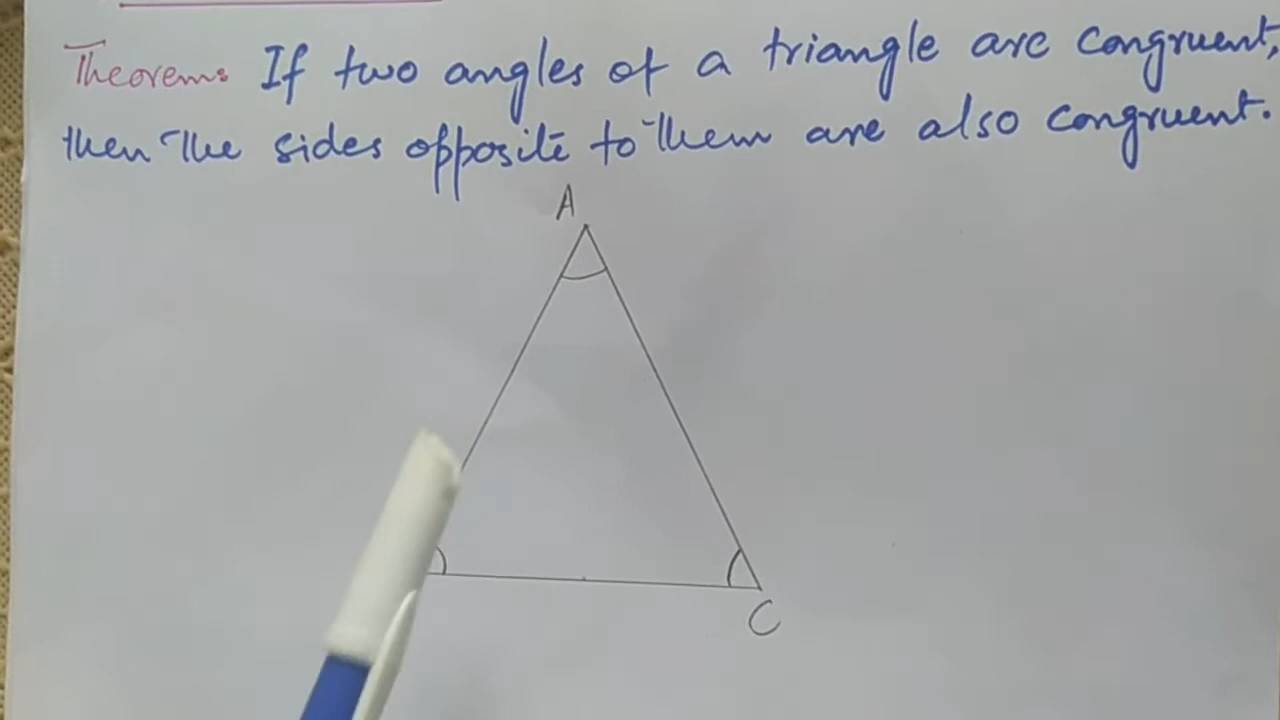 Theorem: If two angles of a triangle are congruent,
then the sides opposite to them are also congruent.
A
C